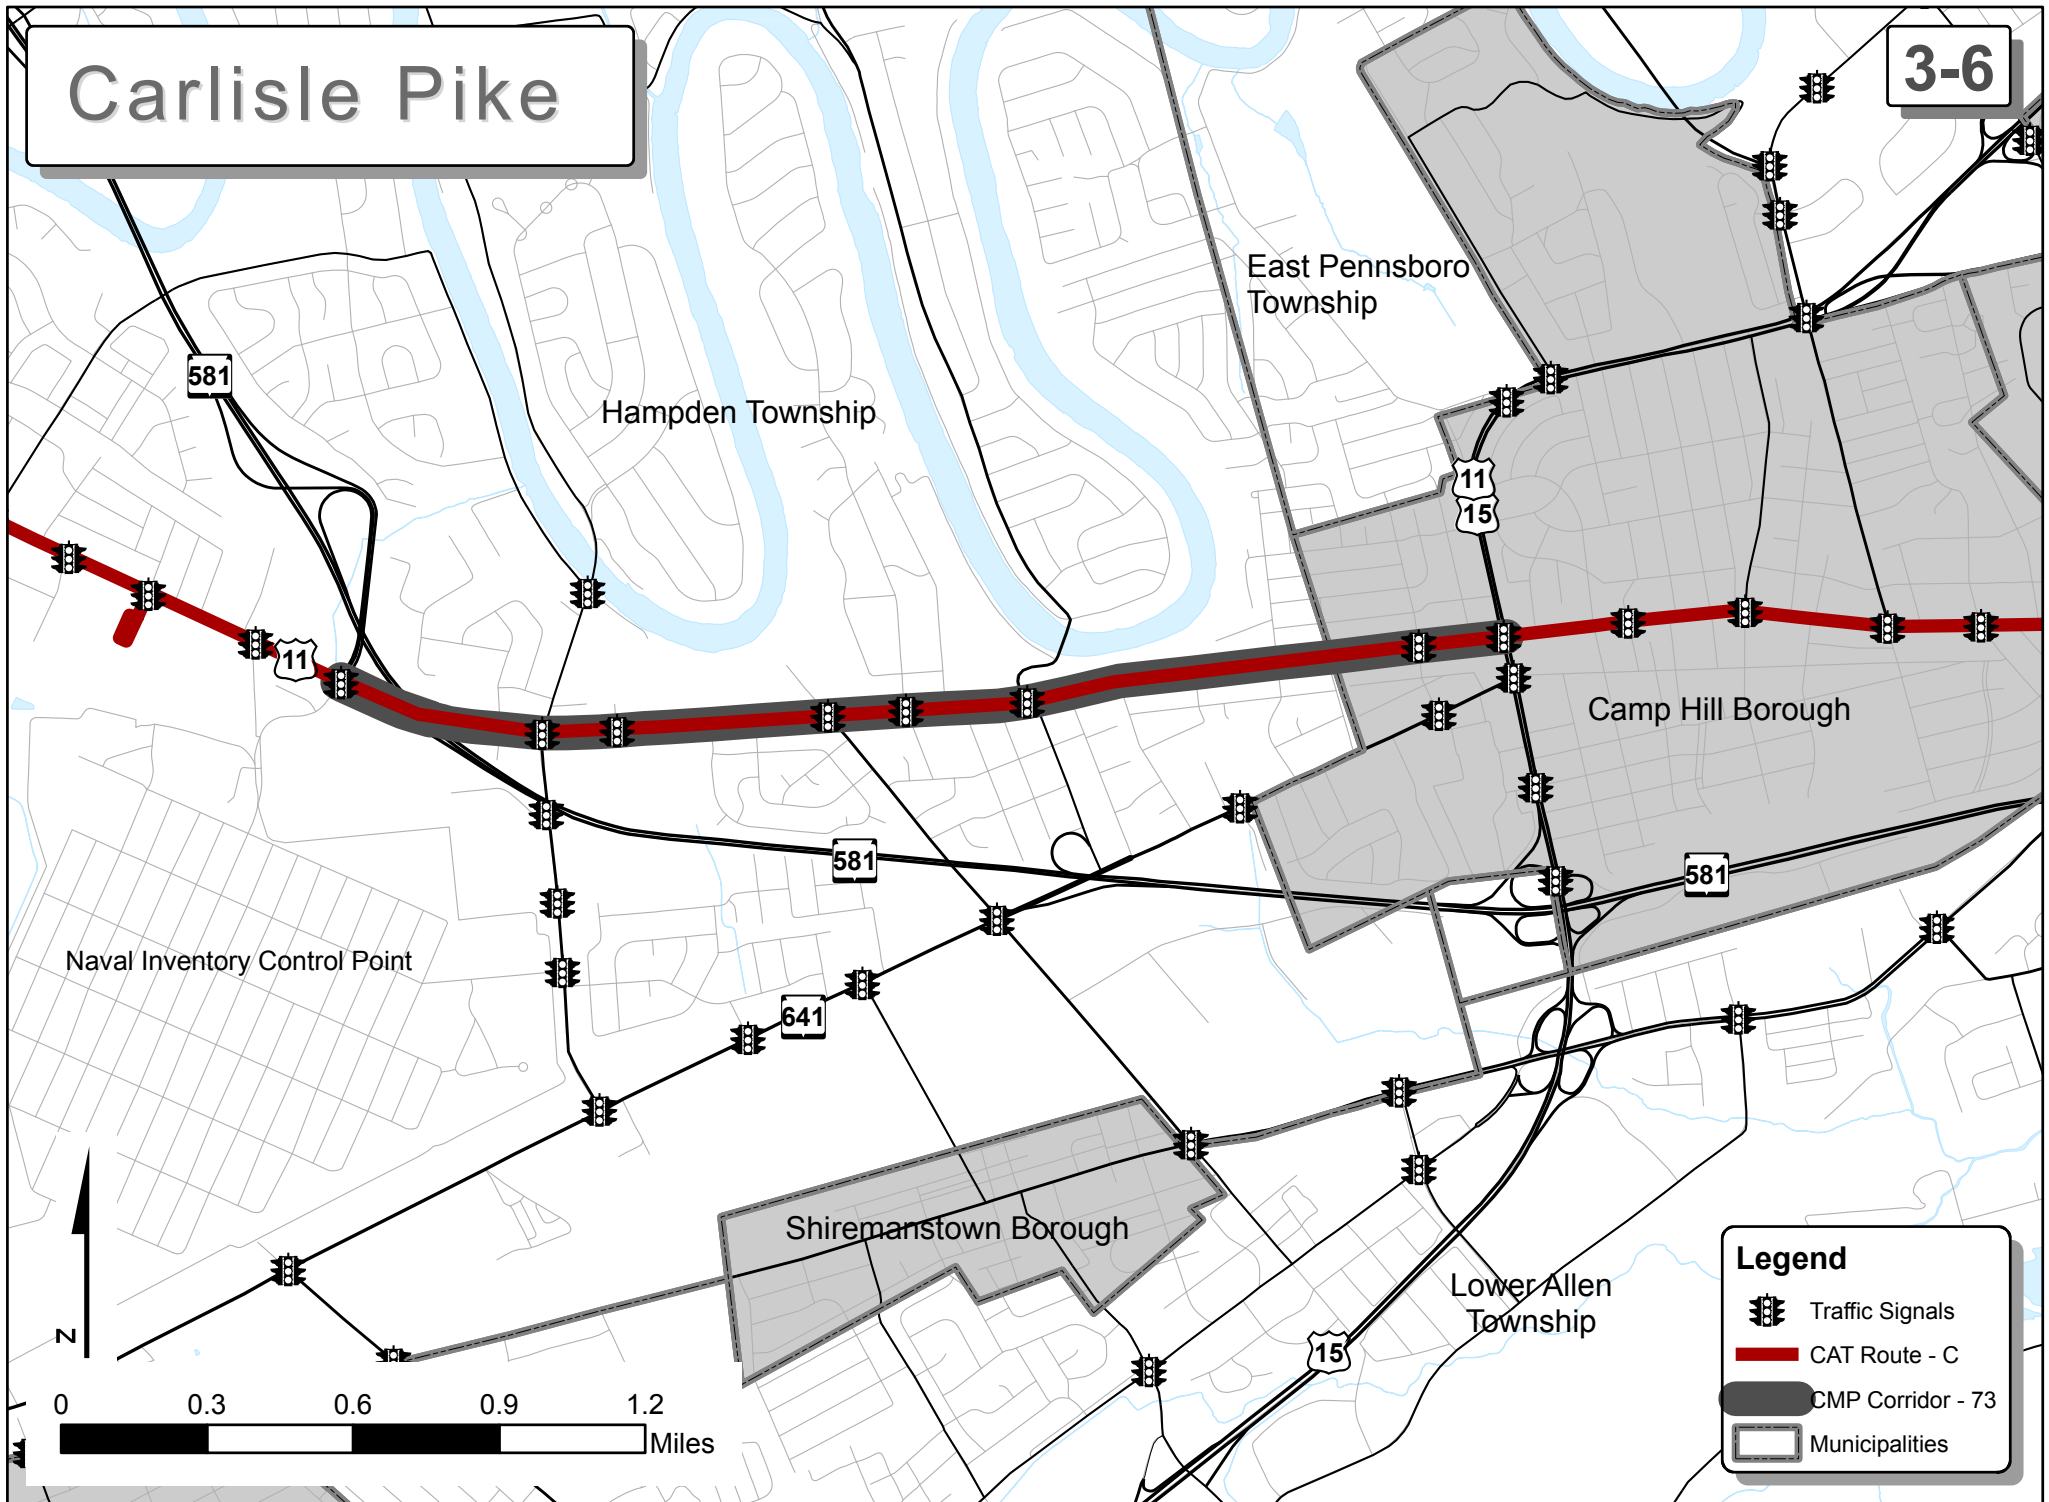 Carlisle Pike
3-6
East Pennsboro
Township
581
Hampden Township
11
15
11
Camp Hill Borough
581
581
Naval Inventory Control Point
641
Shiremanstown Borough
Lower Allen
Township
15
N
0 0.3 0.6 0.9 1.2
Miles
Legend
Traffic Signals
CAT Route - C
CMP Corridor - 73
Municipalities